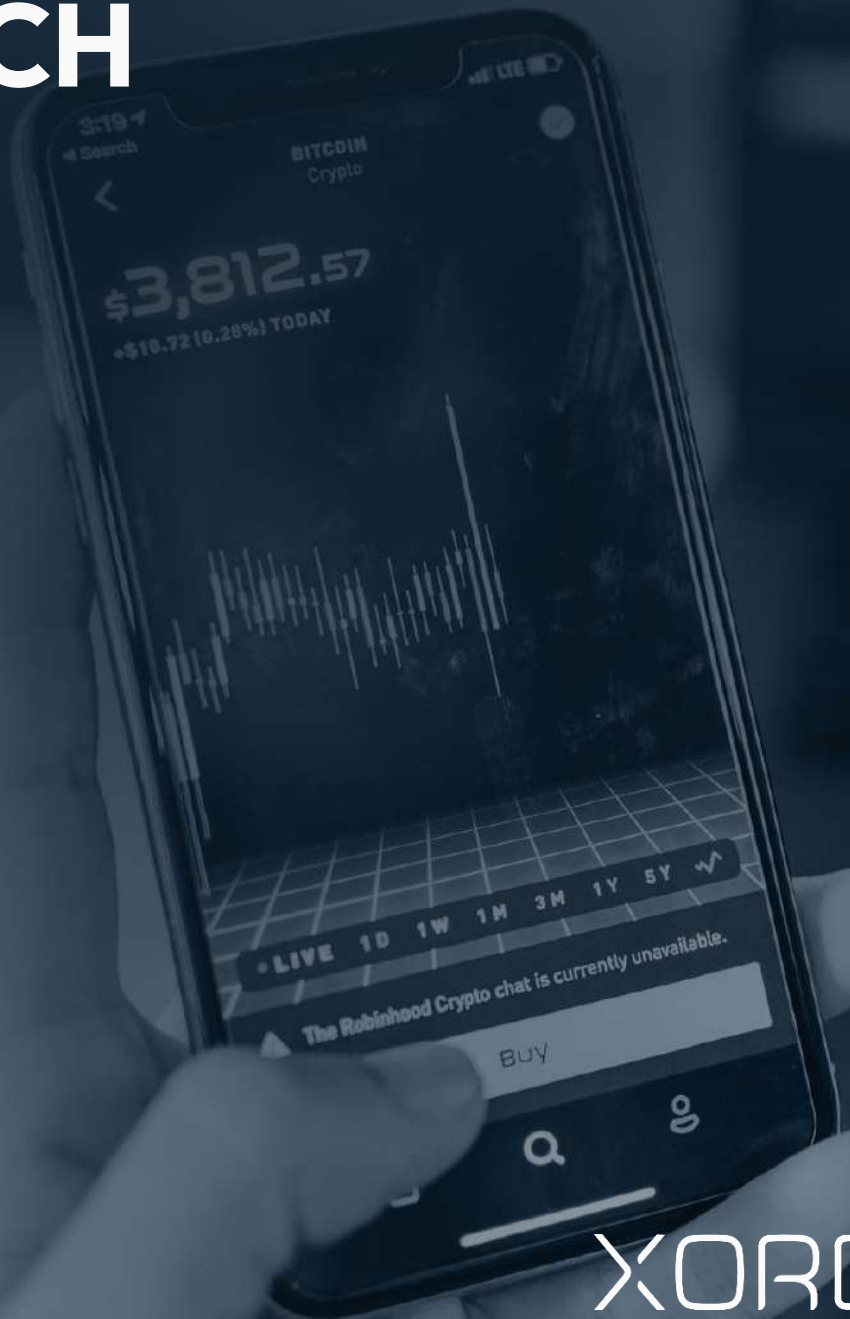 CH
3:19
LTE
Search
BITCOIN
Crypto
$3,812.57
+$10.72 (0.28%) TODAY
LIVE 1D 1W 1M 3M 1Y 5Y
The Robinhood Crypto chat is currently unavailable.
Buy
XORD